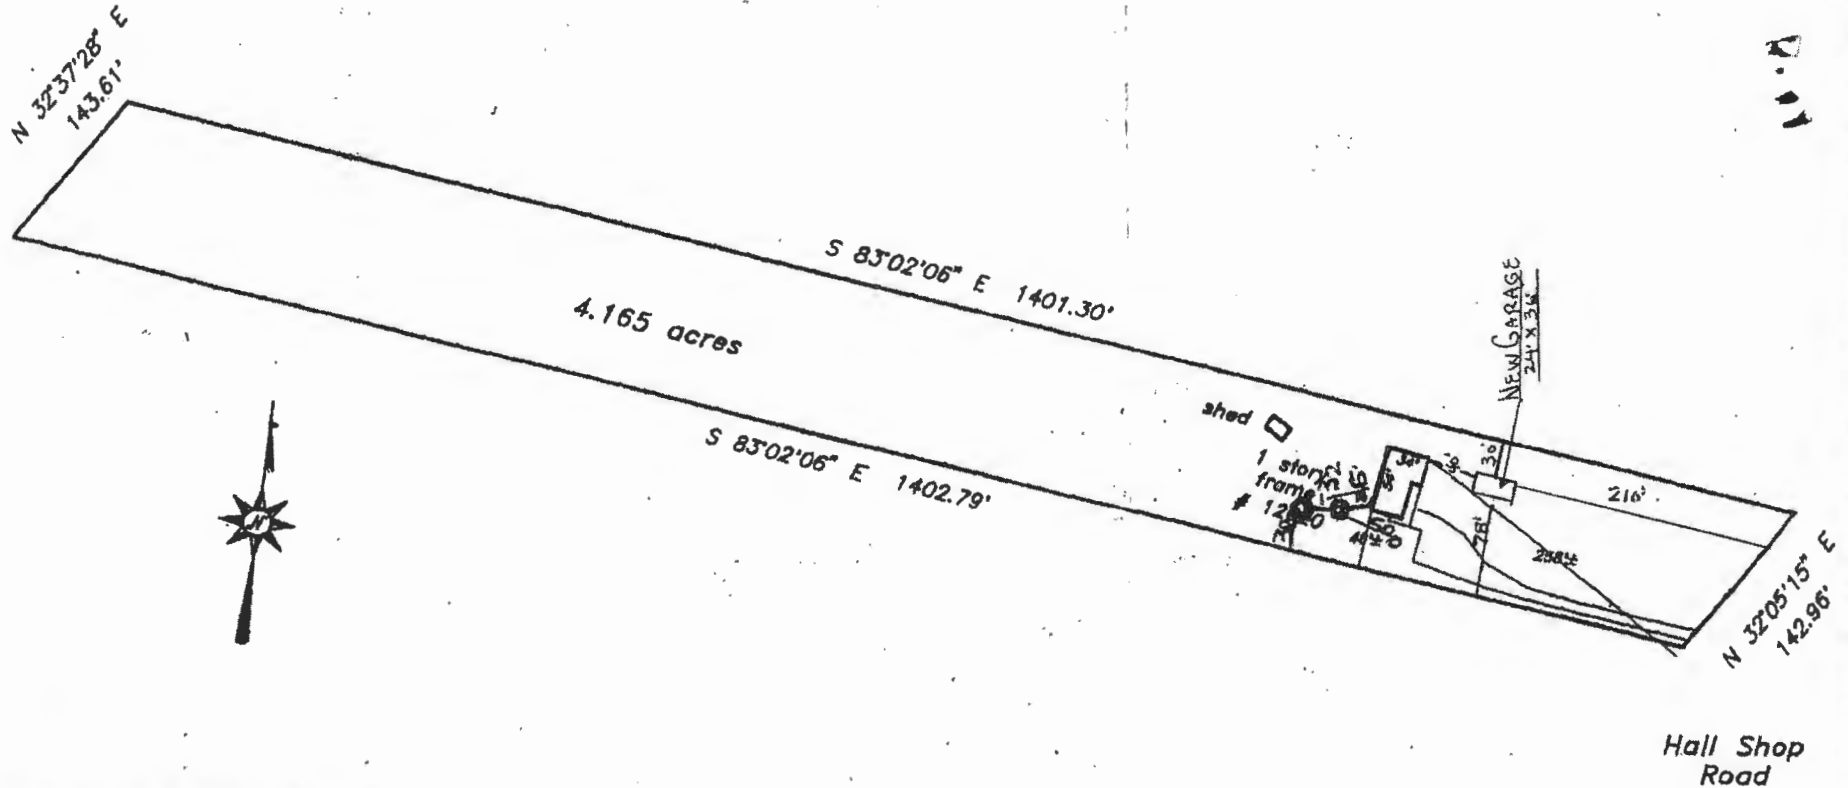 N 32°37'28" E
143.61'
S 83°02'06" E 1401.30'
4.165 acres
S 83°02'06" E 1402.79'
N
shed
1 story
frame
NEW GARAGE
24' X 36'
30'
216'
78'
258'±
N 32°05'15" E
142.96'
Hall Shop
Road